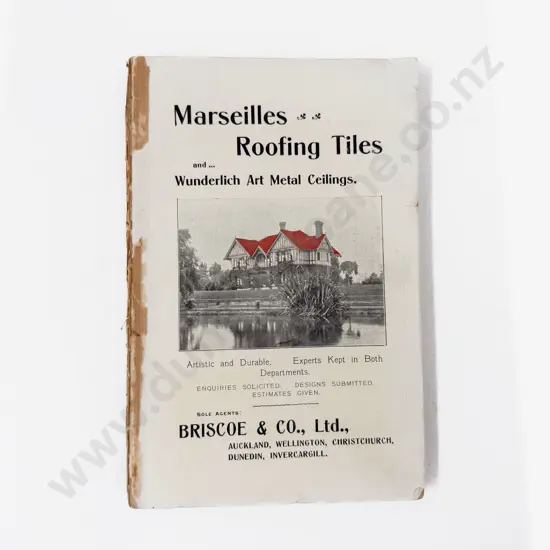 Marseilles
Roofing Tiles
and ...
Wunderlich Art Metal Ceilings.
Artistic and Durable. Experts Kept in Both
Departments.
ENQUIRIES SOLICITED. DESIGNS SUBMITTED.
ESTIMATES GIVEN.
SOLE AGENTS:
BRISCOE & CO., Ltd.,
AUCKLAND, WELLINGTON, CHRISTCHURCH,
DUNEDIN, INVERCARGILL.